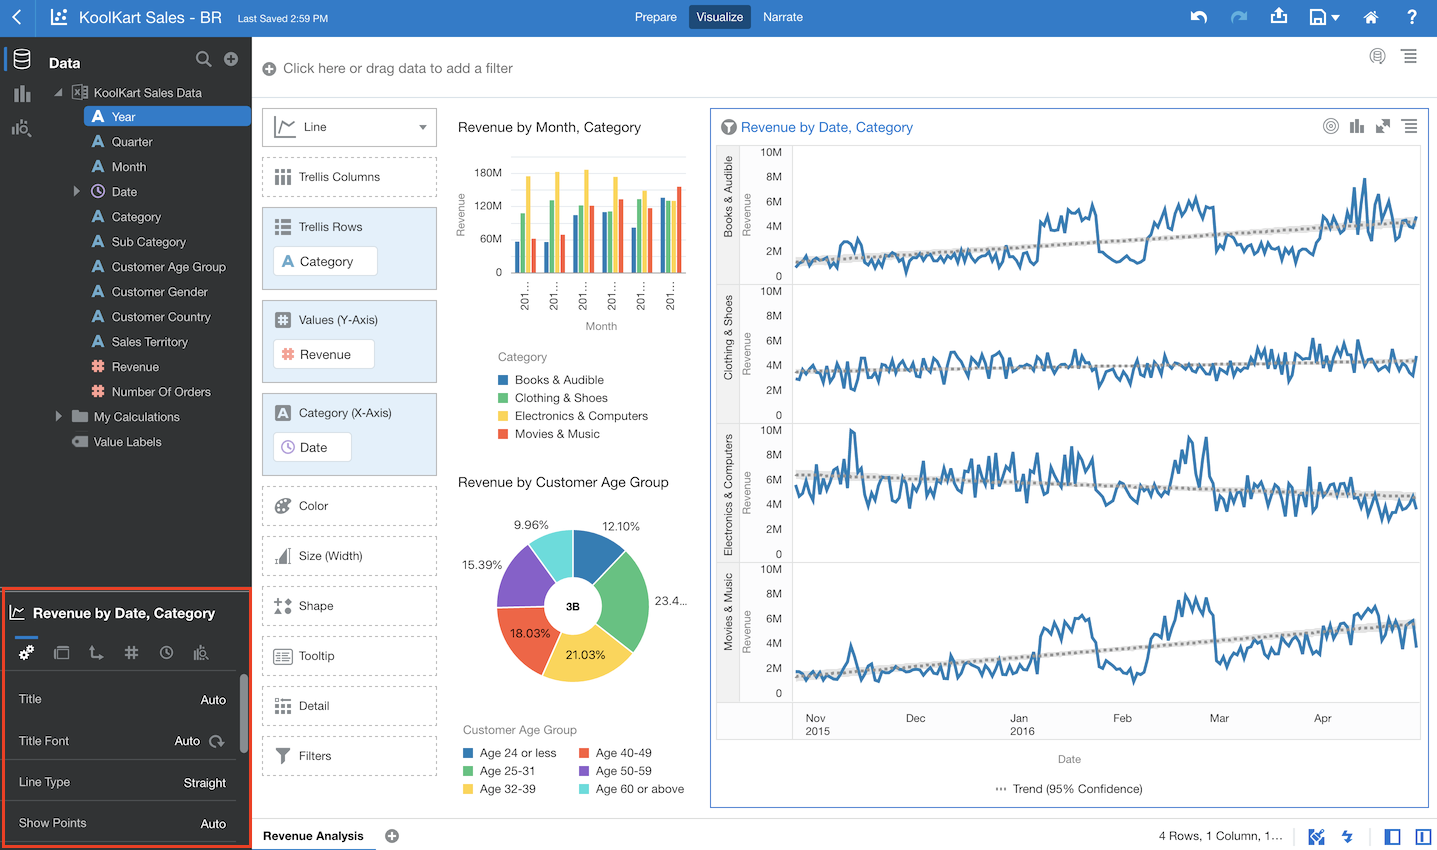 KoolKart Sales - BR
Last Saved 2:59 PM
Prepare
Visualize
Narrate
?
Data
KoolKart Sales Data
A Year
A Quarter
A Month
Date
A Category
A Sub Category
A Customer Age Group
A Customer Gender
A Customer Country
A Sales Territory
# Revenue
# Number Of Orders
My Calculations
Value Labels
Revenue by Date, Category
Title Auto
Title Font Auto
Line Type Straight
Show Points Auto
Click here or drag data to add a filter
Line
Trellis Columns
Trellis Rows
A Category
# Values (Y-Axis)
# Revenue
A Category (X-Axis)
Date
Color
Size (Width)
Shape
Tooltip
Detail
Filters
Revenue by Month, Category
Revenue
180M
120M
60M
0
201...
201...
201...
201...
201...
201...
Month
Category
Books & Audible
Clothing & Shoes
Electronics & Computers
Movies & Music
Revenue by Customer Age Group
9.96%
12.10%
15.39%
23.4...
3B
18.03%
21.03%
Customer Age Group
Age 24 or less
Age 40-49
Age 25-31
Age 50-59
Age 32-39
Age 60 or above
Revenue by Date, Category
Books & Audible
Revenue
10M
8M
6M
4M
2M
0
Clothing & Shoes
Revenue
10M
8M
6M
4M
2M
0
Electronics & Computers
Revenue
10M
8M
6M
4M
2M
0
Movies & Music
Revenue
10M
8M
6M
4M
2M
0
Nov
2015
Dec
Jan
2016
Feb
Mar
Apr
Date
Trend (95% Confidence)
Revenue Analysis
4 Rows, 1 Column, 1...